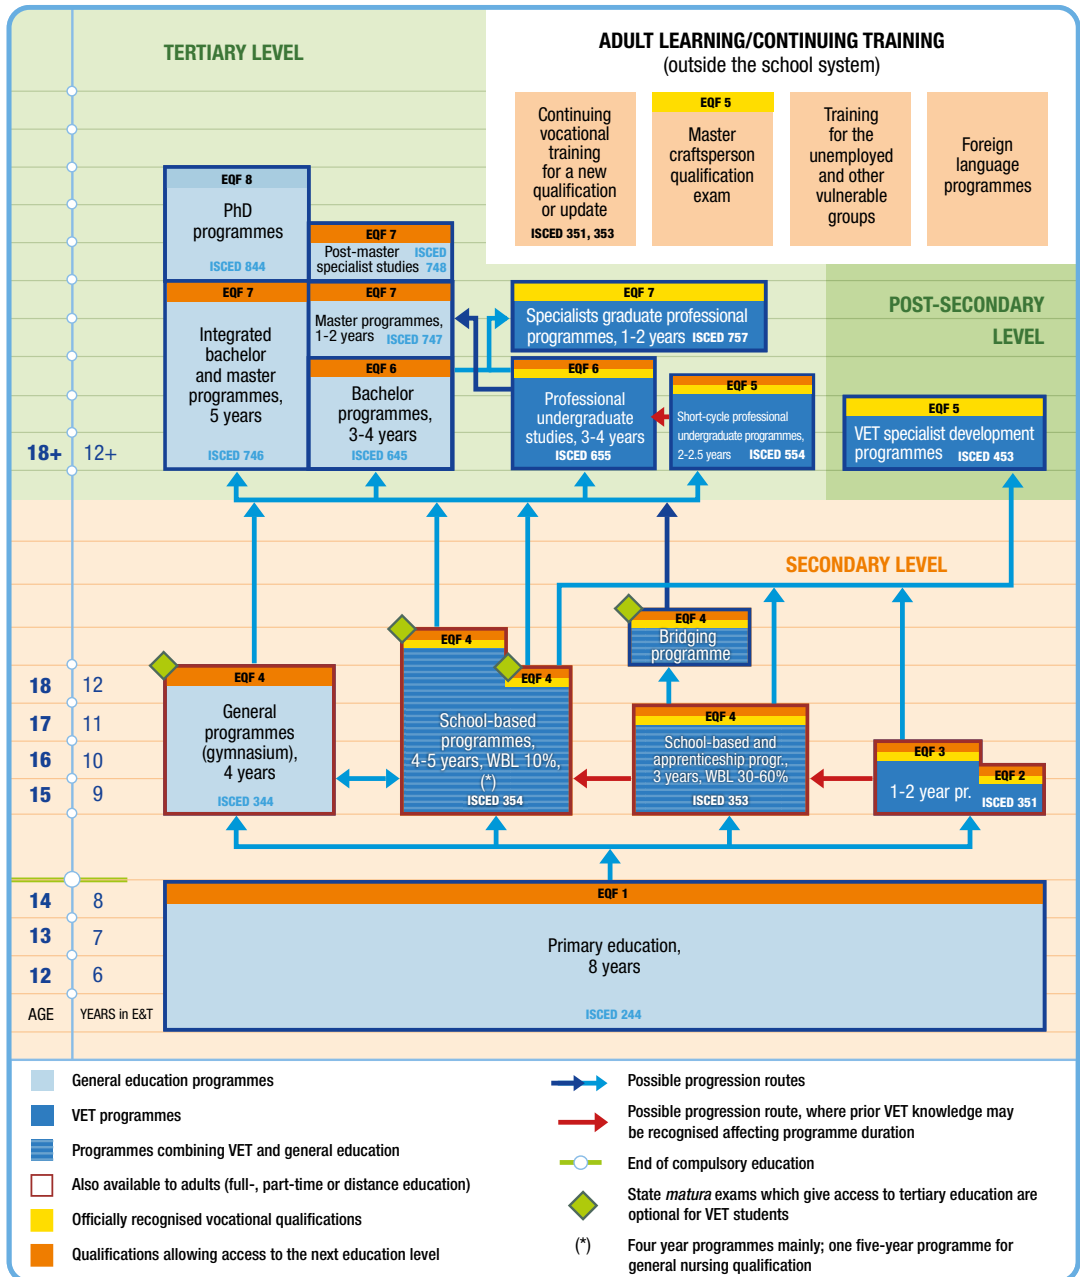 TERTIARY LEVEL
ADULT LEARNING/CONTINUING TRAINING
(outside the school system)
Continuing
vocational
training
for a new
qualification
or update
ISCED 351, 353
EQF 5
Master
craftsperson
qualification
exam
Training
for the
unemployed
and other
vulnerable
groups
Foreign
language
programmes
EQF 8
PhD
programmes
ISCED 844
EQF 7
Post-master
specialist studies
ISCED
748
EQF 7
Integrated
bachelor
and master
programmes,
5 years
ISCED 746
EQF 7
Master programmes,
1-2 years ISCED 747
EQF 6
Bachelor
programmes,
3-4 years
ISCED 645
EQF 7
Specialists graduate professional
programmes, 1-2 years ISCED 757
EQF 6
Professional
undergraduate
studies, 3-4 years
ISCED 655
EQF 5
Short-cycle professional
undergraduate programmes,
2-2.5 years ISCED 554
POST-SECONDARY
LEVEL
EQF 5
VET specialist development
programmes ISCED 453
18+ 12+
SECONDARY LEVEL
EQF 4
General
programmes
(gymnasium),
4 years
ISCED 344
EQF 4
EQF 4
School-based
programmes,
4-5 years, WBL 10%,
(*)
ISCED 354
EQF 4
Bridging
programme
EQF 4
School-based and
apprenticeship progr.,
3 years, WBL 30-60%
ISCED 353
EQF 3
EQF 2
1-2 year pr.
ISCED 351
18 12
17 11
16 10
15 9
14 8
13 7
12 6
AGE YEARS in E&T
EQF 1
Primary education,
8 years
ISCED 244
General education programmes
VET programmes
Programmes combining VET and general education
Also available to adults (full-, part-time or distance education)
Officially recognised vocational qualifications
Qualifications allowing access to the next education level
Possible progression routes
Possible progression route, where prior VET knowledge may
be recognised affecting programme duration
End of compulsory education
State matura exams which give access to tertiary education are
optional for VET students
(*) Four year programmes mainly; one five-year programme for
general nursing qualification